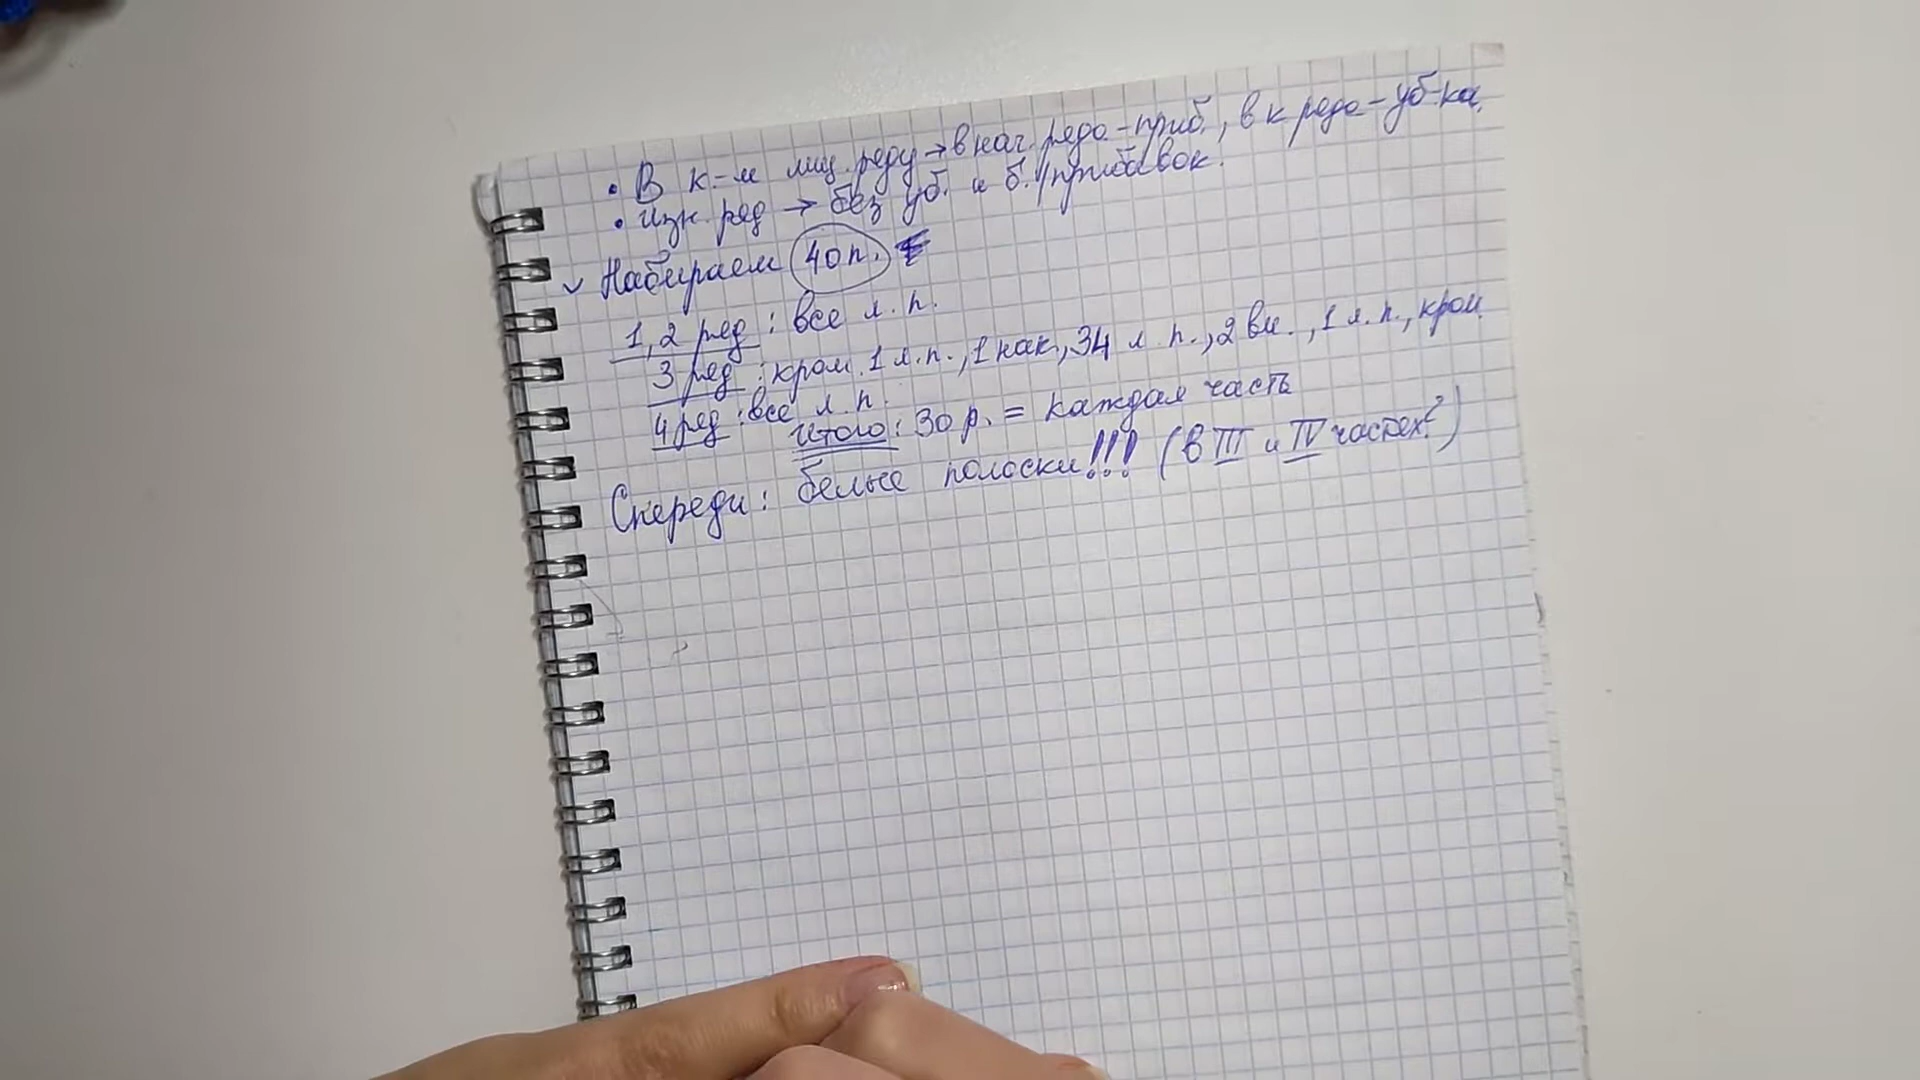 • В к-м лиц. ряду → в нач. ряда - приб., в к ряда - уб-ка.
• Изн. ряд → без уб. и б. прибавок.
✓ Набираем 40 п.
1, 2 ряд: все л. п.
3 ряд: кром. 1 л. п., 1 нак, 34 л. п., 2 вм., 1 л. п., кром.
4 ряд: все л. п.
Итого: 30 р. = каждая часть
Спереди: белые полоски!!! (в III и IV частях?)